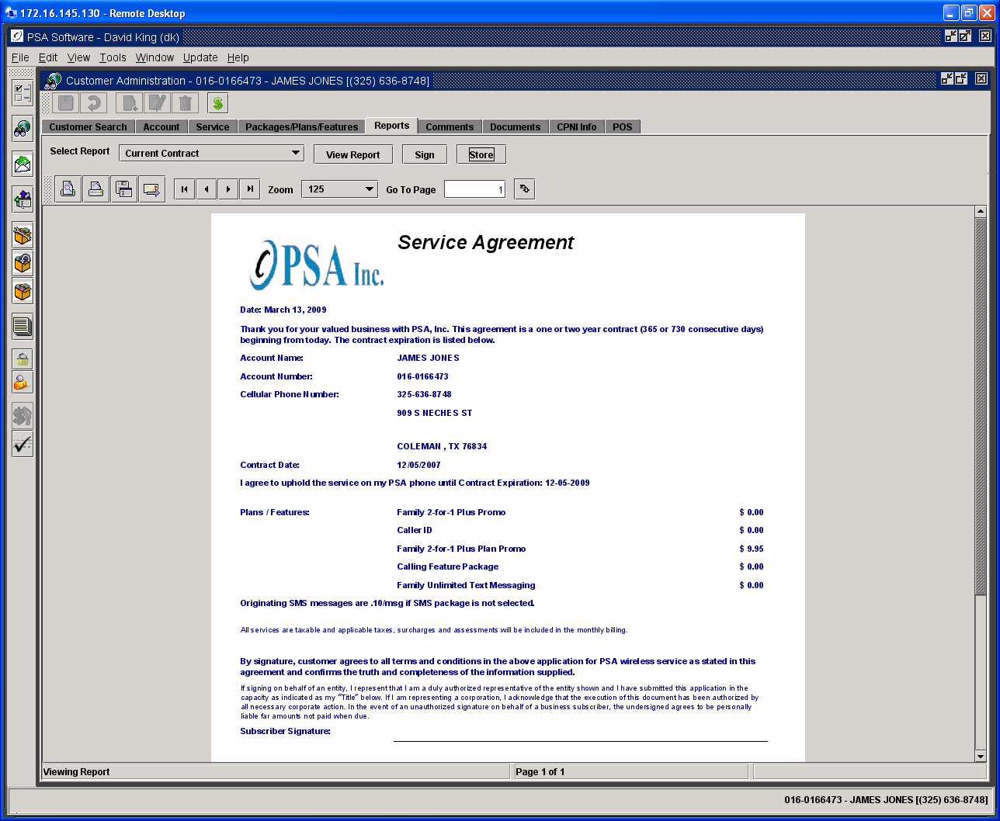 172.16.145.130 - Remote Desktop
PSA Software - David King (dk)
File Edit View Tools Window Update Help
Customer Administration - 016-0166473 - JAMES JONES [(325) 636-8748]
Customer Search Account Service Packages/Plans/Features Reports Comments Documents CPNI Info POS
Select Report Current Contract View Report Sign Store
Zoom 125 Go To Page 1
PSA Inc.
Service Agreement
Date: March 13, 2009
Thank you for your valued business with PSA, Inc. This agreement is a one or two year contract (365 or 730 consecutive days)
beginning from today. The contract expiration is listed below.
Account Name: JAMES JONES
Account Number: 016-0166473
Cellular Phone Number: 325-636-8748
909 S NECHES ST
COLEMAN , TX 76834
Contract Date: 12/05/2007
I agree to uphold the service on my PSA phone until Contract Expiration: 12-05-2009
Plans / Features: Family 2-for-1 Plus Promo $ 0.00
Caller ID $ 0.00
Family 2-for-1 Plus Plan Promo $ 9.95
Calling Feature Package $ 0.00
Family Unlimited Text Messaging $ 0.00
Originating SMS messages are .10/msg if SMS package is not selected.
All services are taxable and applicable taxes, surcharges and assessments will be included in the monthly billing.
By signature, customer agrees to all terms and conditions in the above application for PSA wireless service as stated in this
agreement and confirms the truth and completeness of the information supplied.
If signing on behalf of an entity, I represent that I am a duly authorized representative of the entity shown and I have submitted this application in the
capacity as indicated as my "Title" below. If I am representing a corporation, I acknowledge that the execution of this document has been authorized by
all necessary corporate action. In the event of an unauthorized signature on behalf of a business subscriber, the undersigned agrees to be personally
liable far amounts not paid when due.
Subscriber Signature:
Viewing Report Page 1 of 1
016-0166473 - JAMES JONES [(325) 636-8748]